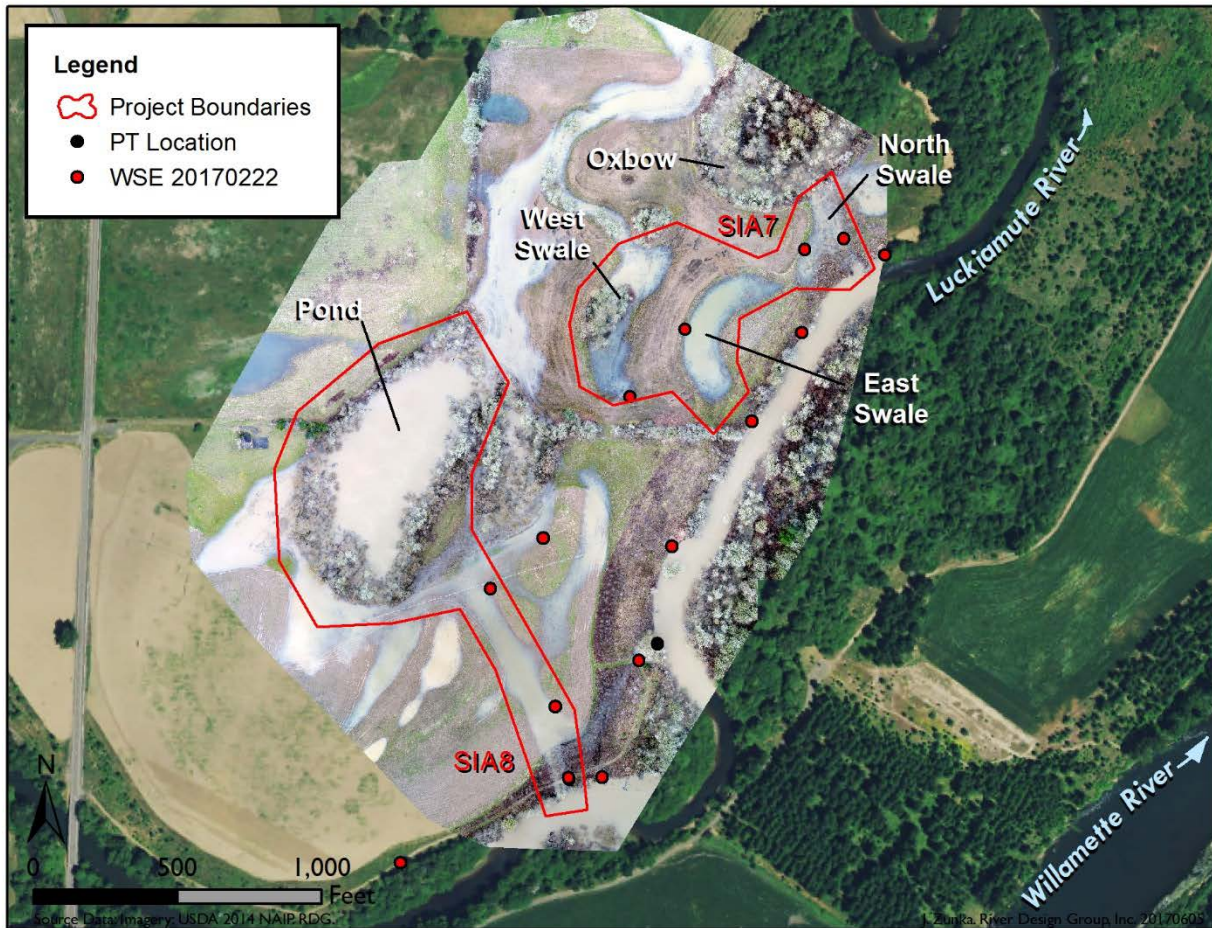 Legend
Project Boundaries
PT Location
WSE 20170222
Oxbow
North
Swale
West
Swale
SIA7
Luckiamute River
Pond
East
Swale
SIA8
Willamette River
N
0 500 1,000
Feet
Source Data: Imagery: USDA 2014 NAIP, RDG.
J. Zunka. River Design Group, Inc. 20170605